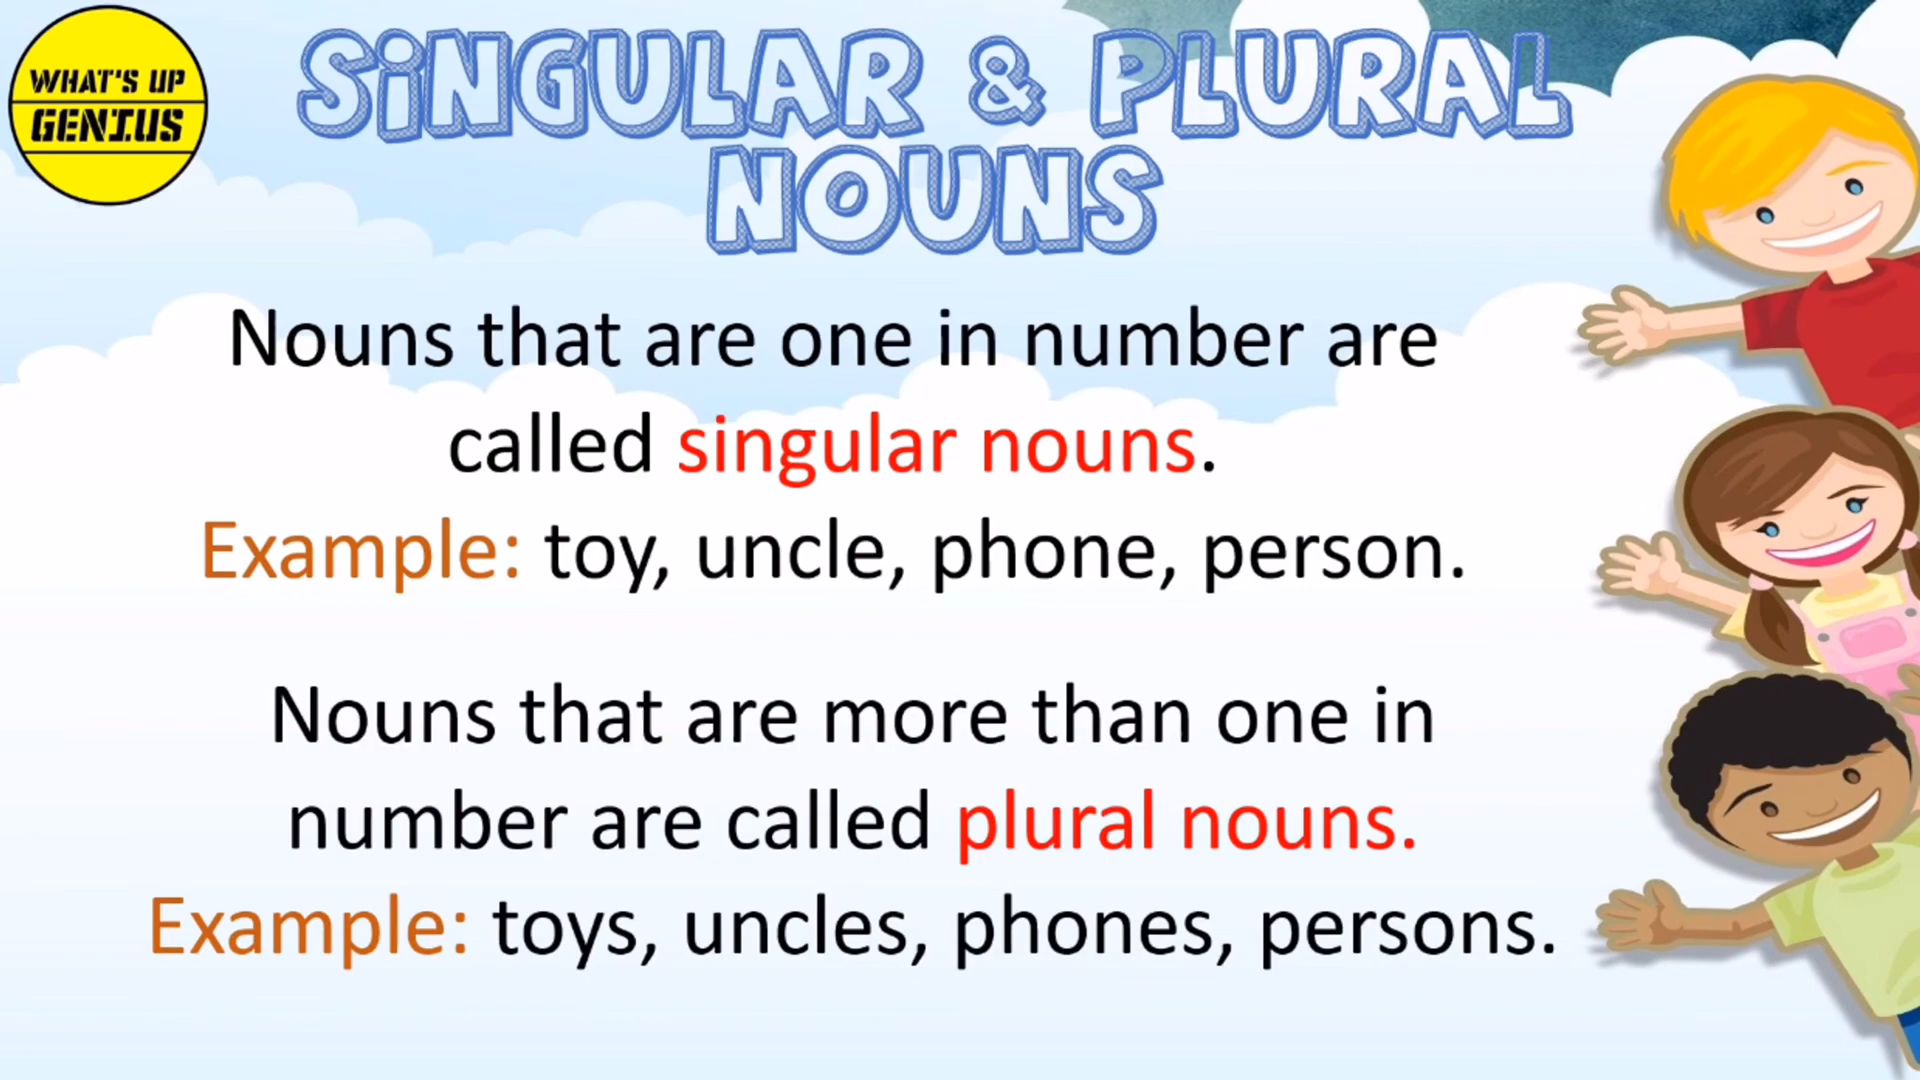 WHAT'S UP
GENIUS
SiNGULAR & PLURAL
NOUNS
Nouns that are one in number are
called singular nouns.
Example: toy, uncle, phone, person.
Nouns that are more than one in
number are called plural nouns.
Example: toys, uncles, phones, persons.